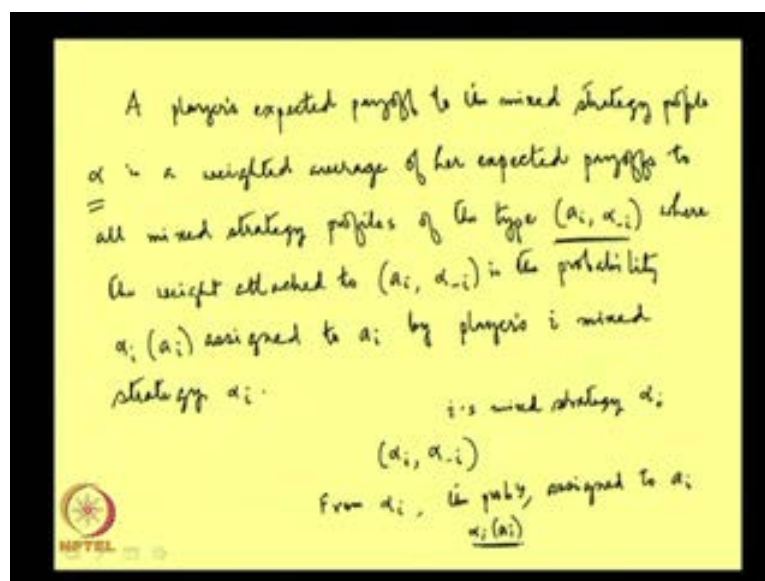 A player's expected payoff to the mixed strategy profile
α is a weighted average of her expected payoffs to
all mixed strategy profiles of the type (aᵢ, α₋ᵢ) where
the weight attached to (aᵢ, α₋ᵢ) is the probability
αᵢ (aᵢ) assigned to aᵢ by player's i mixed
strategy αᵢ.
i's mixed strategy αᵢ
(αᵢ, α₋ᵢ)
From αᵢ, the prob^y, assigned to aᵢ
αᵢ(aᵢ)
NPTEL